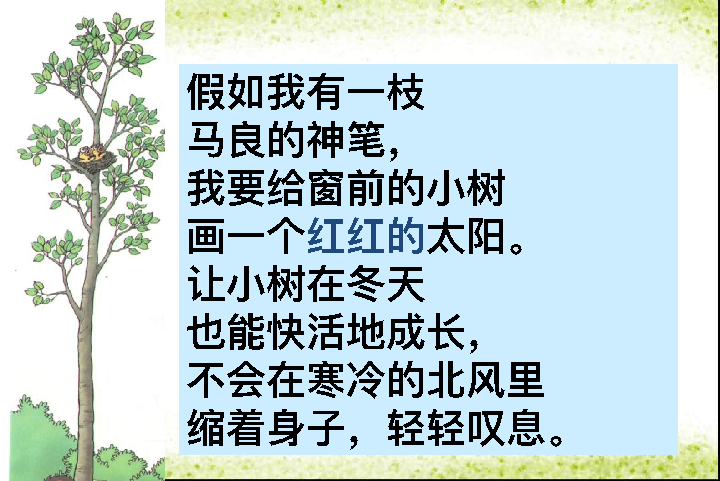 假如我有一枝
马良的神笔，
我要给窗前的小树
画一个红红的太阳。
让小树在冬天
也能快活地成长，
不会在寒冷的北风里
缩着身子，轻轻叹息。